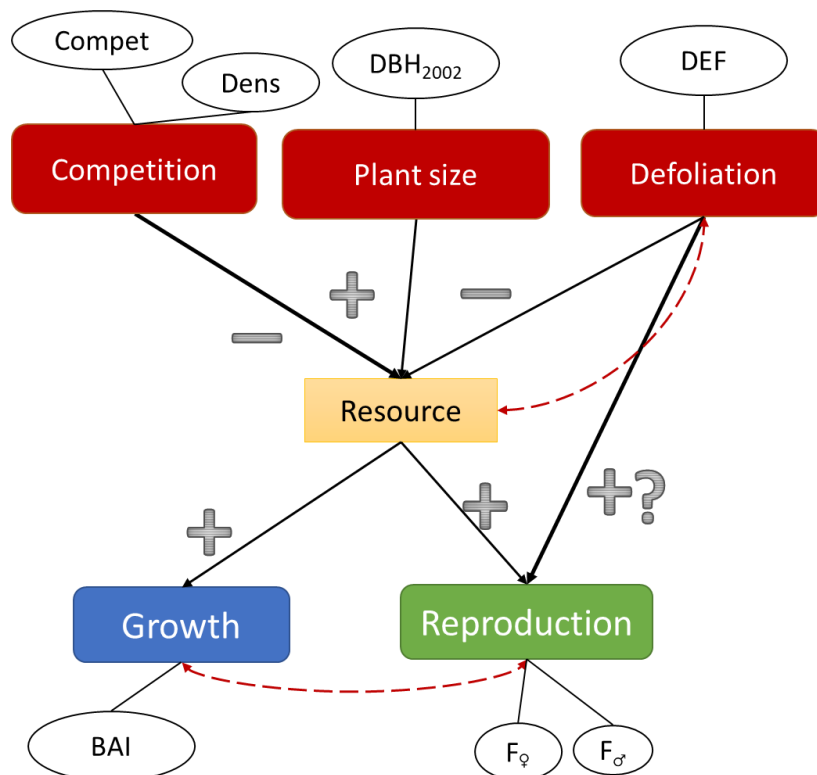 Compet
Dens
DBH₂₀₀₂
DEF
Competition
Plant size
Defoliation
+
−
−
Resource
+
+
+?
Growth
Reproduction
BAI
F♀
F♂